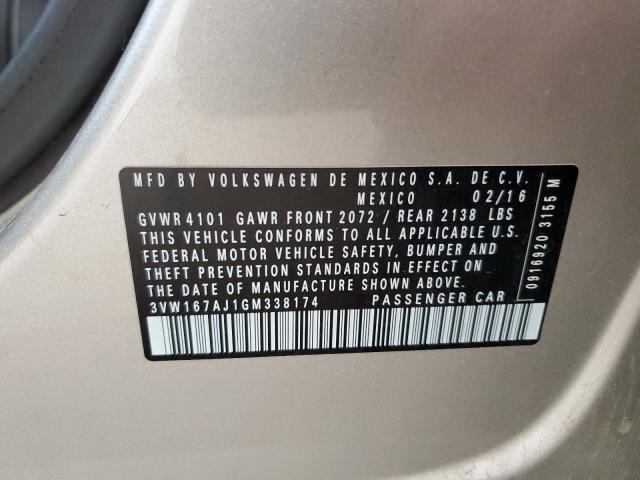 MFD BY VOLKSWAGEN DE MEXICO S.A. DE C.V.
MEXICO 02/16
GVWR 4101 GAWR FRONT 2072 / REAR 2138 LBS
THIS VEHICLE CONFORMS TO ALL APPLICABLE U.S.
FEDERAL MOTOR VEHICLE SAFETY, BUMPER AND
THEFT PREVENTION STANDARDS IN EFFECT ON
THE DATE OF MANUFACTURE SHOWN ABOVE.
3VW167AJ1GM338174 PASSENGER CAR
0916920 3155 M